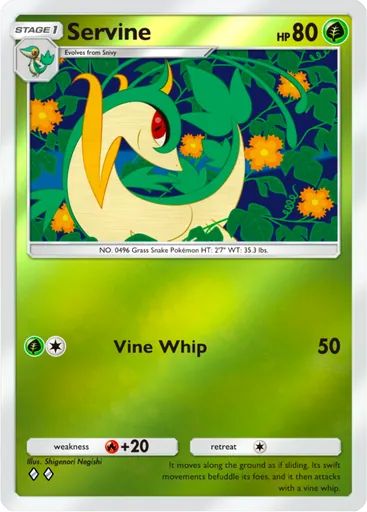 STAGE 1
Servine
HP 80
Evolves from Snivy
NO. 0496 Grass Snake Pokémon HT: 2'7" WT: 35.3 lbs.
Vine Whip 50
weakness +20
retreat
Illus. Shigenori Negishi
It moves along the ground as if sliding. Its swift
movements befuddle its foes, and it then attacks
with a vine whip.